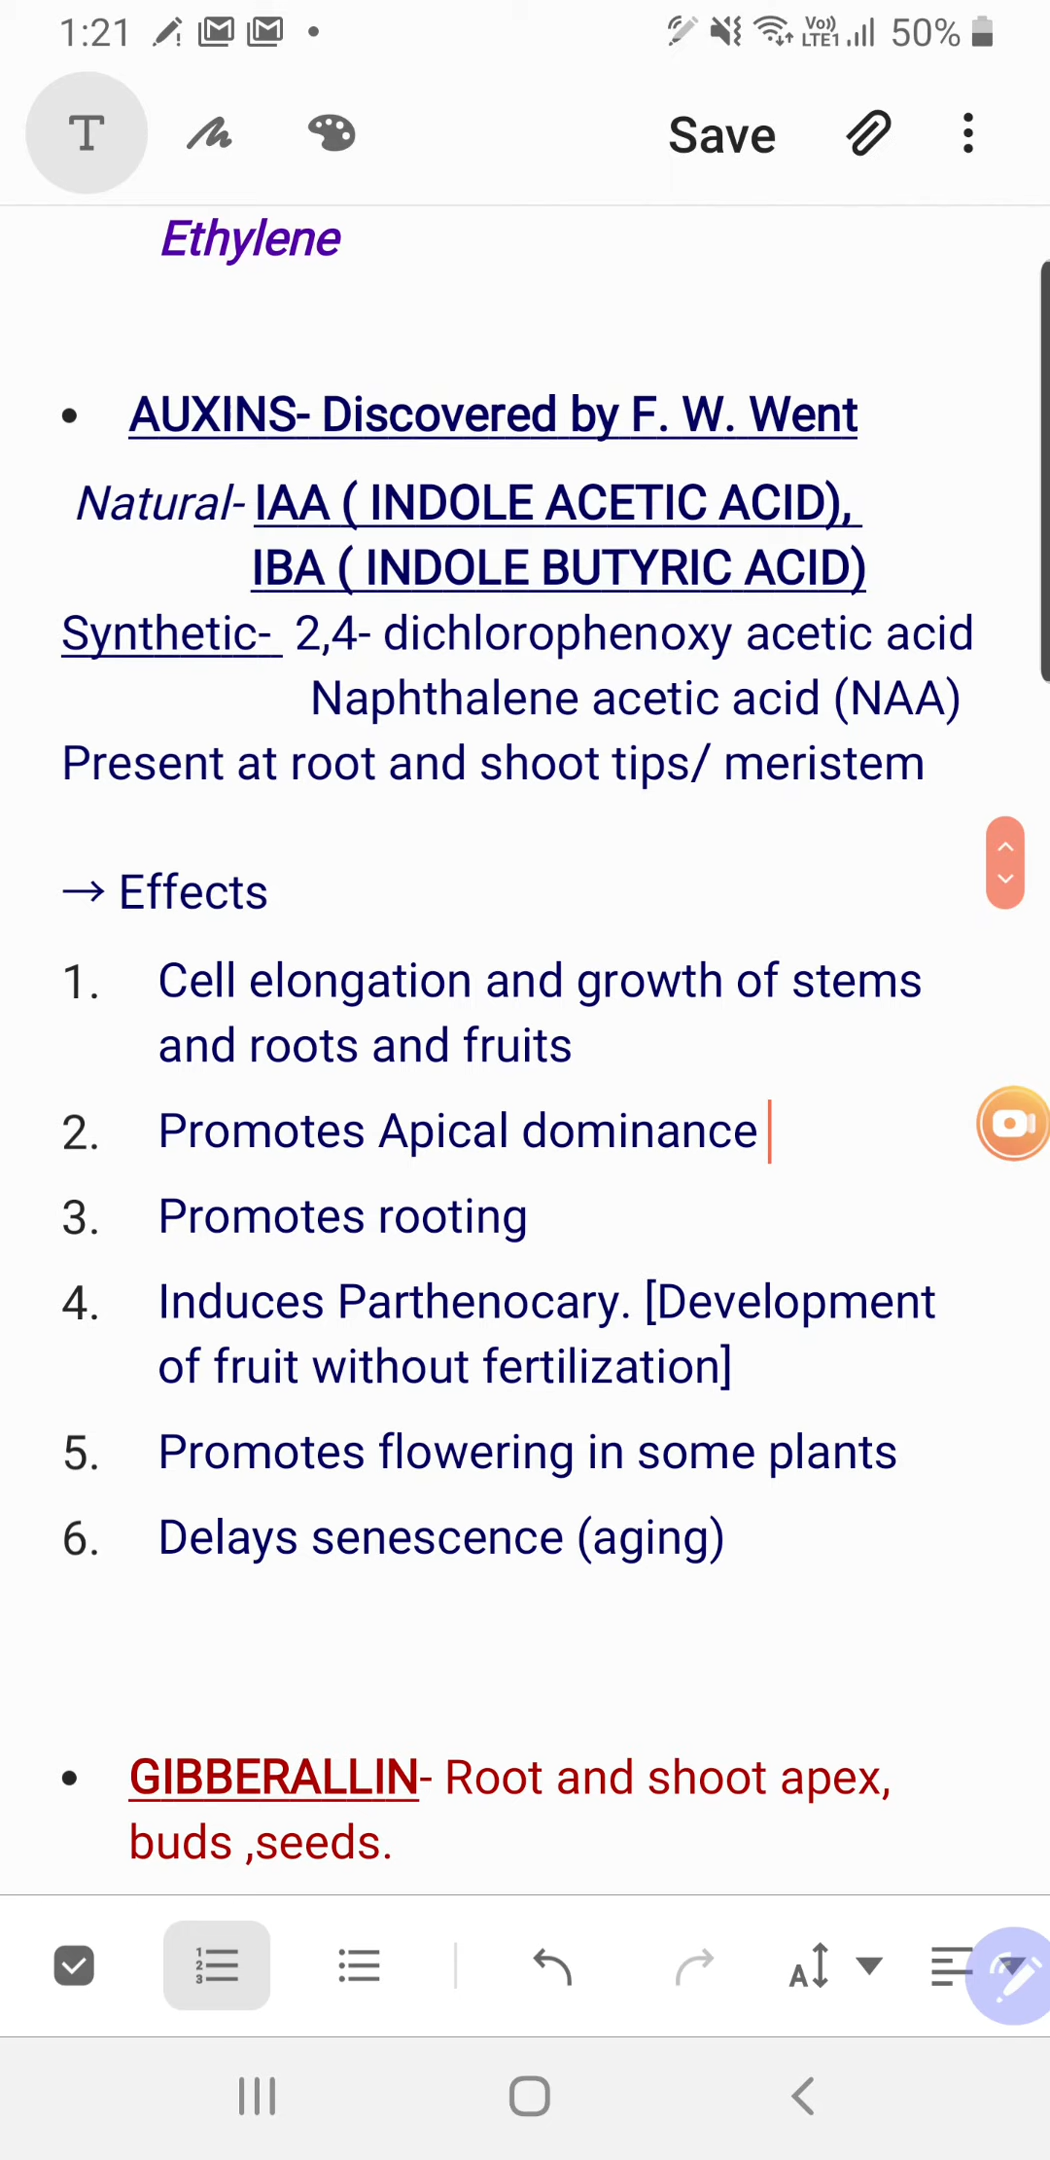 1:21
Vo)) LTE1 50%
T Save
Ethylene
• AUXINS- Discovered by F. W. Went
Natural- IAA ( INDOLE ACETIC ACID),
IBA ( INDOLE BUTYRIC ACID)
Synthetic- 2,4- dichlorophenoxy acetic acid
Naphthalene acetic acid (NAA)
Present at root and shoot tips/ meristem
→ Effects
1. Cell elongation and growth of stems
and roots and fruits
2. Promotes Apical dominance
3. Promotes rooting
4. Induces Parthenocary. [Development
of fruit without fertilization]
5. Promotes flowering in some plants
6. Delays senescence (aging)
• GIBBERALLIN- Root and shoot apex,
buds ,seeds.